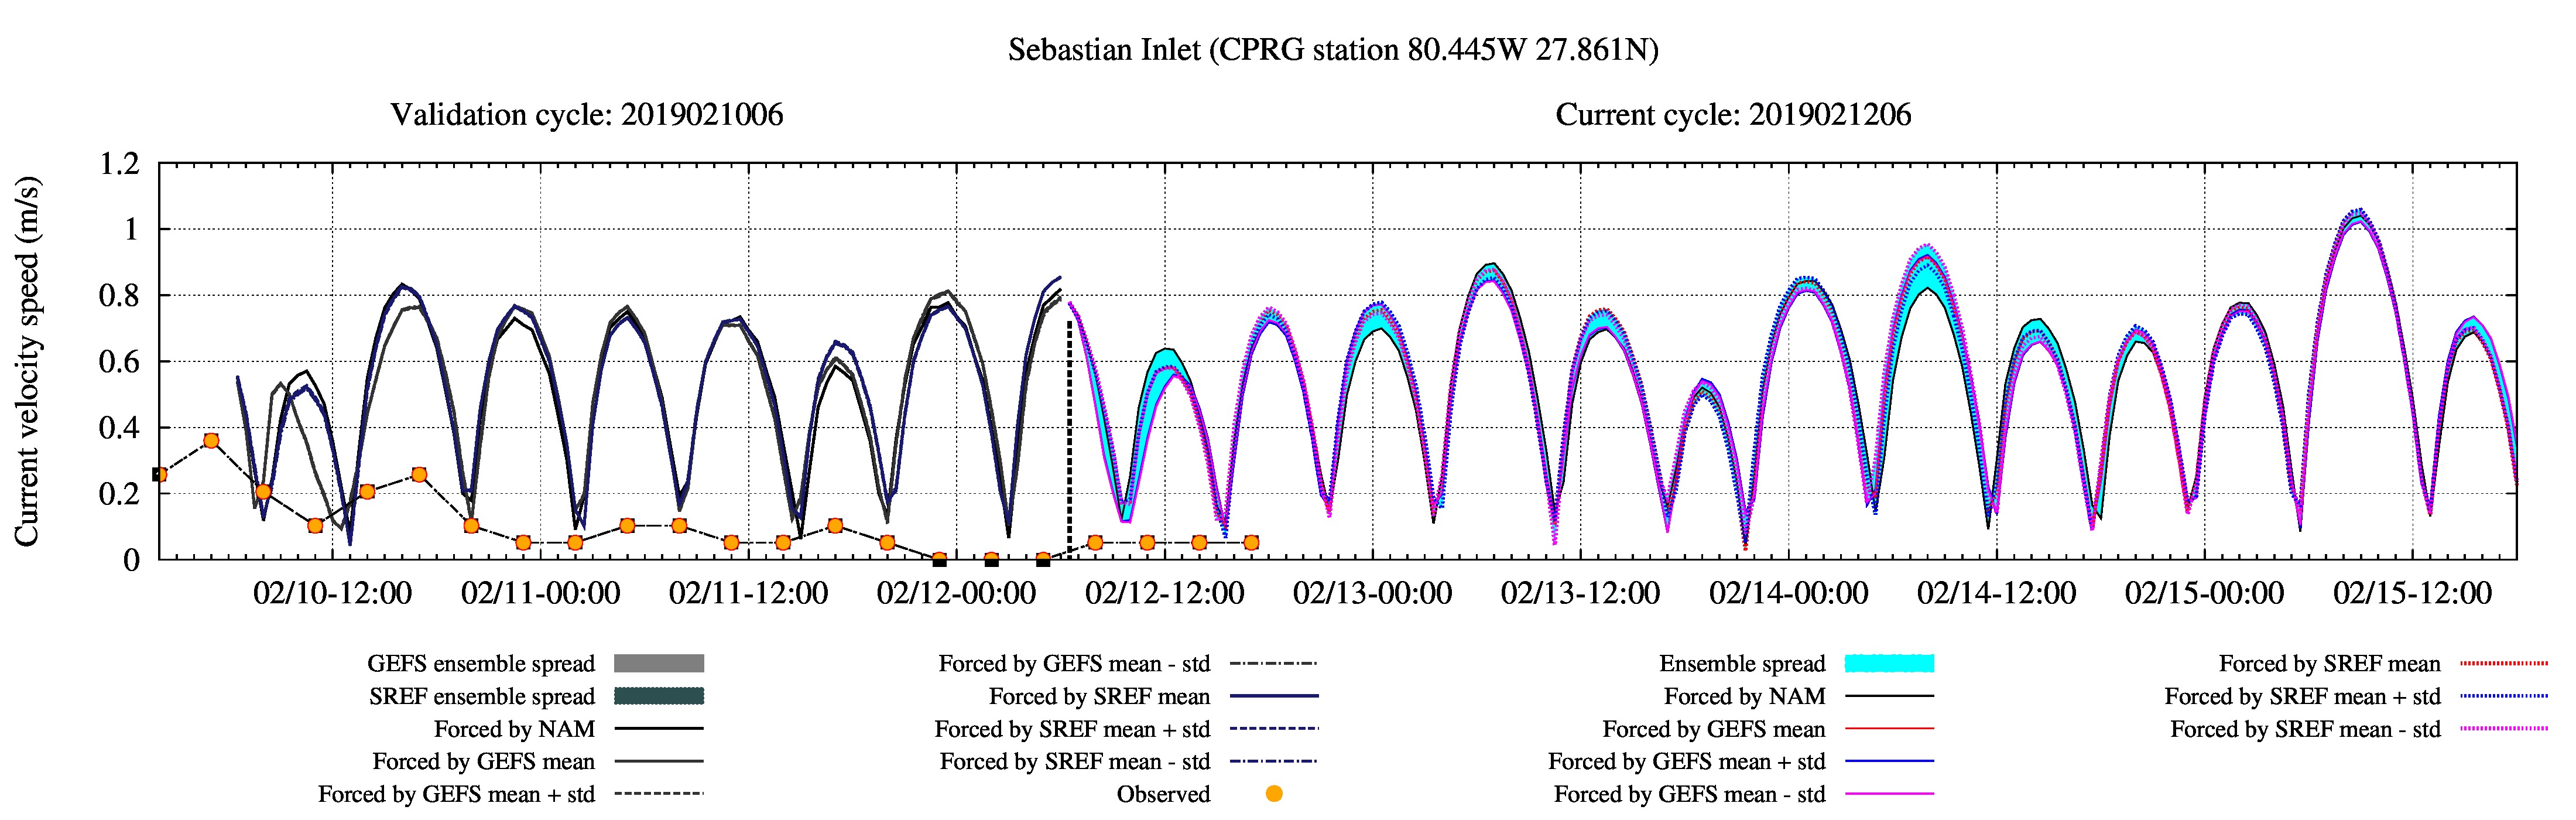 Sebastian Inlet (CPRG station 80.445W 27.861N)
Validation cycle: 2019021006
Current cycle: 2019021206
Current velocity speed (m/s)
1.2
1
0.8
0.6
0.4
0.2
0
02/10-12:00
02/11-00:00
02/11-12:00
02/12-00:00
02/12-12:00
02/13-00:00
02/13-12:00
02/14-00:00
02/14-12:00
02/15-00:00
02/15-12:00
GEFS ensemble spread
SREF ensemble spread
Forced by NAM
Forced by GEFS mean
Forced by GEFS mean + std
Forced by GEFS mean - std
Forced by SREF mean
Forced by SREF mean + std
Forced by SREF mean - std
Observed
Ensemble spread
Forced by NAM
Forced by GEFS mean
Forced by GEFS mean + std
Forced by GEFS mean - std
Forced by SREF mean
Forced by SREF mean + std
Forced by SREF mean - std